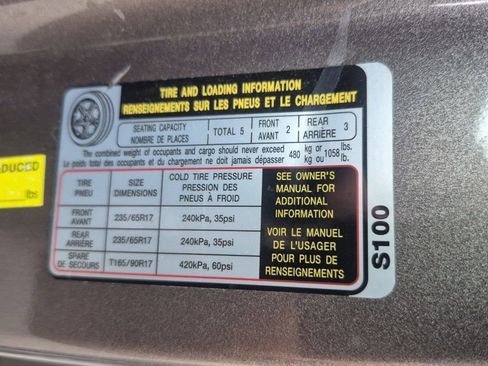 TIRE AND LOADING INFORMATION
RENSEIGNEMENTS SUR LES PNEUS ET LE CHARGEMENT
SEATING CAPACITY
NOMBRE DE PLACES
TOTAL 5
FRONT
AVANT 2
REAR
ARRIÈRE 3
The combined weight of occupants and cargo should never exceed 480 kg or 1058 lbs.
Le poids total des occupants et du chargement ne doit jamais dépasser kg ou lb.
DUCED
lbs
TIRE
PNEU
SIZE
DIMENSIONS
COLD TIRE PRESSURE
PRESSION DES
PNEUS À FROID
FRONT
AVANT
235/65R17
240kPa, 35psi
REAR
ARRIÈRE
235/65R17
240kPa, 35psi
SPARE
DE SECOURS
T165/90R17
420kPa, 60psi
SEE OWNER'S
MANUAL FOR
ADDITIONAL
INFORMATION
VOIR LE MANUEL
DE L'USAGER
POUR PLUS DE
RENSEIGNEMENTS
S100